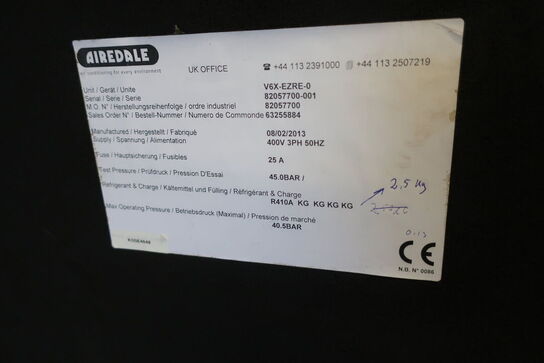 AIREDALE
air conditioning for every environment
UK OFFICE ☎ +44 113 2391000 +44 113 2507219
Unit / Gerät / Unite V6X-EZRE-0
Serial / Serie / Serie 82057700-001
M.O. N° / Herstellungsreihenfolge / ordre industriel 82057700
Sales Order N° / Bestell-Nummer / Numero de Commonde 63255884
Manufactured / Hergestellt / Fabriqué 08/02/2013
Supply / Spannung / Alimentation 400V 3PH 50HZ
Fuse / Hauptsicherung / Fusibles 25 A
Test Pressure / Prüfdruck / Pression D'Essai 45.0BAR /
2,5 Kg
Refrigerant & Charge / Kältemittel und Fülling / Réfrigérant & Charge
R410A KG KG KG KG
Max Operating Pressure / Betriebsdruck (Maximal) / Pression de marché
40.5BAR
0.13
CE
N.B. N° 0086